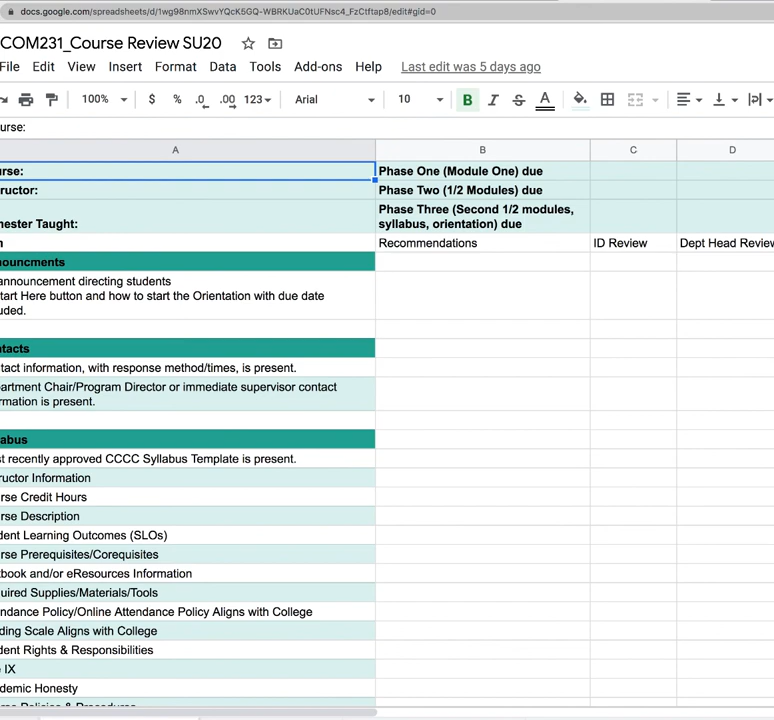 docs.google.com/spreadsheets/d/1wg98nmXSwvYQcK5GQ-WBRKUaC0tUFNsc4_FzCtftap8/edit#gid=0
COM231_Course Review SU20
File Edit View Insert Format Data Tools Add-ons Help Last edit was 5 days ago
100% $ % .0 .00 123 Arial 10 B I S A
urse:
A B C D
urse: Phase One (Module One) due
ructor: Phase Two (1/2 Modules) due
Phase Three (Second 1/2 modules,
nester Taught: syllabus, orientation) due
n Recommendations ID Review Dept Head Review
nouncments
announcement directing students
tart Here button and how to start the Orientation with due date
uded.
ntacts
tact information, with response method/times, is present.
artment Chair/Program Director or immediate supervisor contact
rmation is present.
labus
st recently approved CCCC Syllabus Template is present.
ructor Information
rse Credit Hours
rse Description
dent Learning Outcomes (SLOs)
rse Prerequisites/Corequisites
tbook and/or eResources Information
uired Supplies/Materials/Tools
ndance Policy/Online Attendance Policy Aligns with College
ding Scale Aligns with College
dent Rights & Responsibilities
e IX
demic Honesty
rse Policies & Procedures